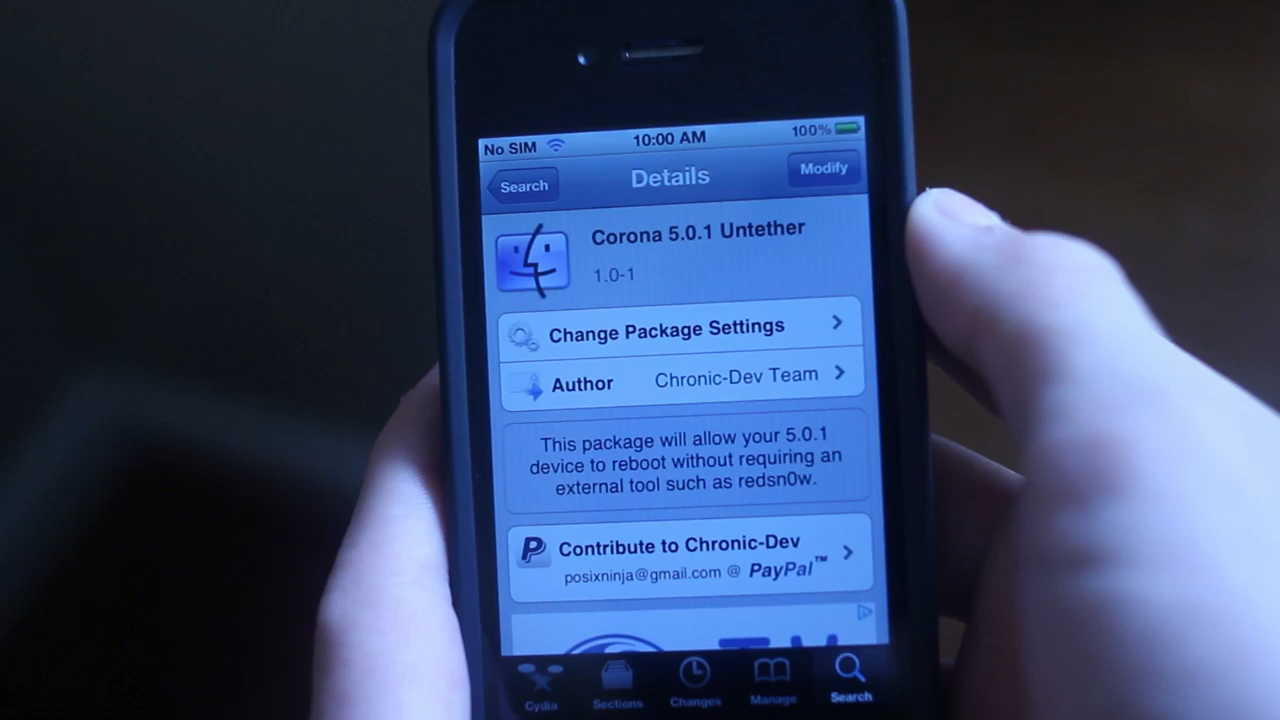 No SIM 10:00 AM 100%
Search Details Modify
Corona 5.0.1 Untether
1.0-1
Change Package Settings
Author Chronic-Dev Team
This package will allow your 5.0.1
device to reboot without requiring an
external tool such as redsn0w.
Contribute to Chronic-Dev
posixninja@gmail.com @ PayPal™
Cydia Sections Changes Manage Search